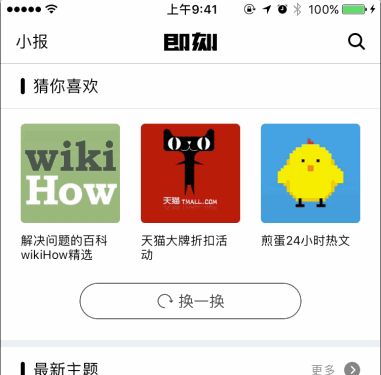 上午9:41 100%
小报 即刻
猜你喜欢
wiki
How
天猫 TMALL.COM
解决问题的百科
wikiHow精选
天猫大牌折扣活
动
煎蛋24小时热文
换一换
最新主题 更多